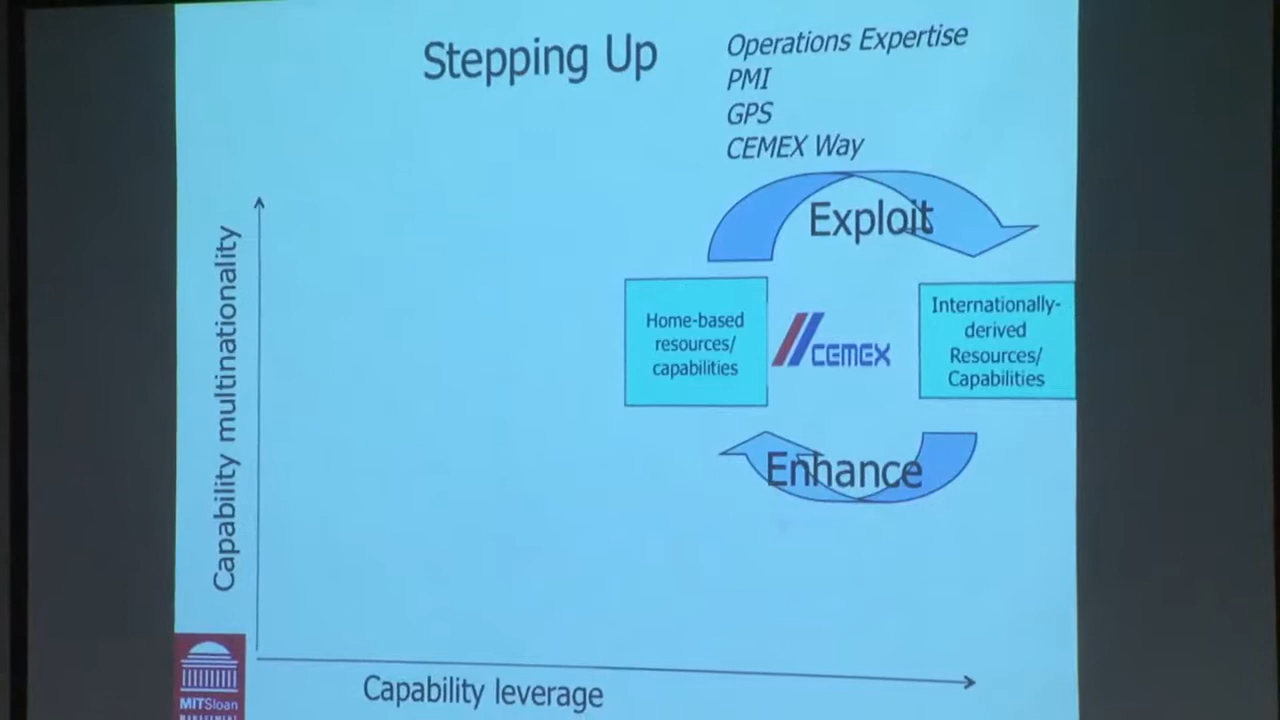 Stepping Up
Operations Expertise
PMI
GPS
CEMEX Way
Exploit
Home-based
resources/
capabilities
CEMEX
Internationally-
derived
Resources/
Capabilities
Enhance
Capability multinationality
Capability leverage
MITSloan